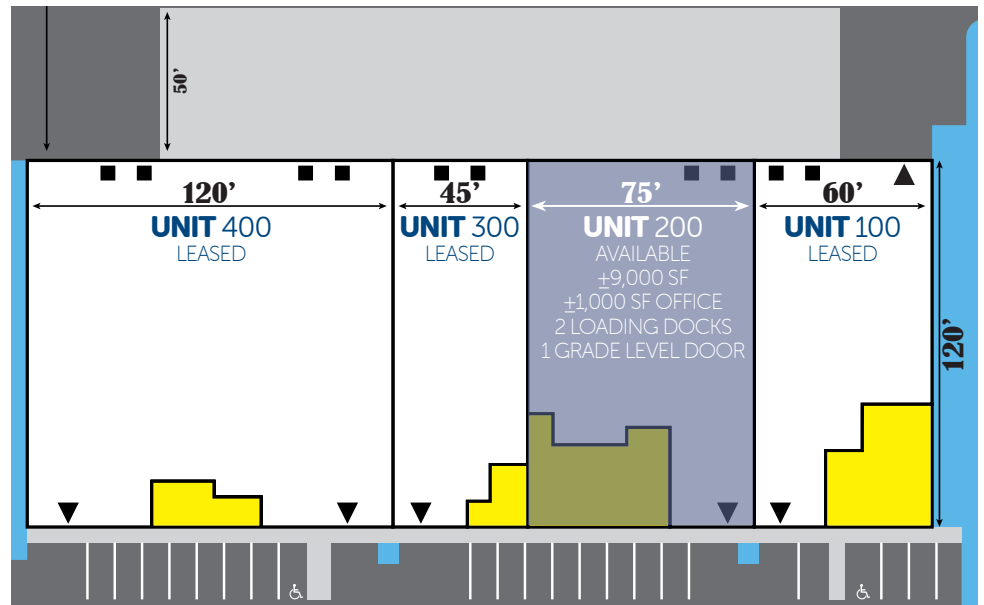 50’
120’
UNIT 400
LEASED
45’
UNIT 300
LEASED
75’
UNIT 200
AVAILABLE
±9,000 SF
±1,000 SF OFFICE
2 LOADING DOCKS
1 GRADE LEVEL DOOR
60’
UNIT 100
LEASED
120’